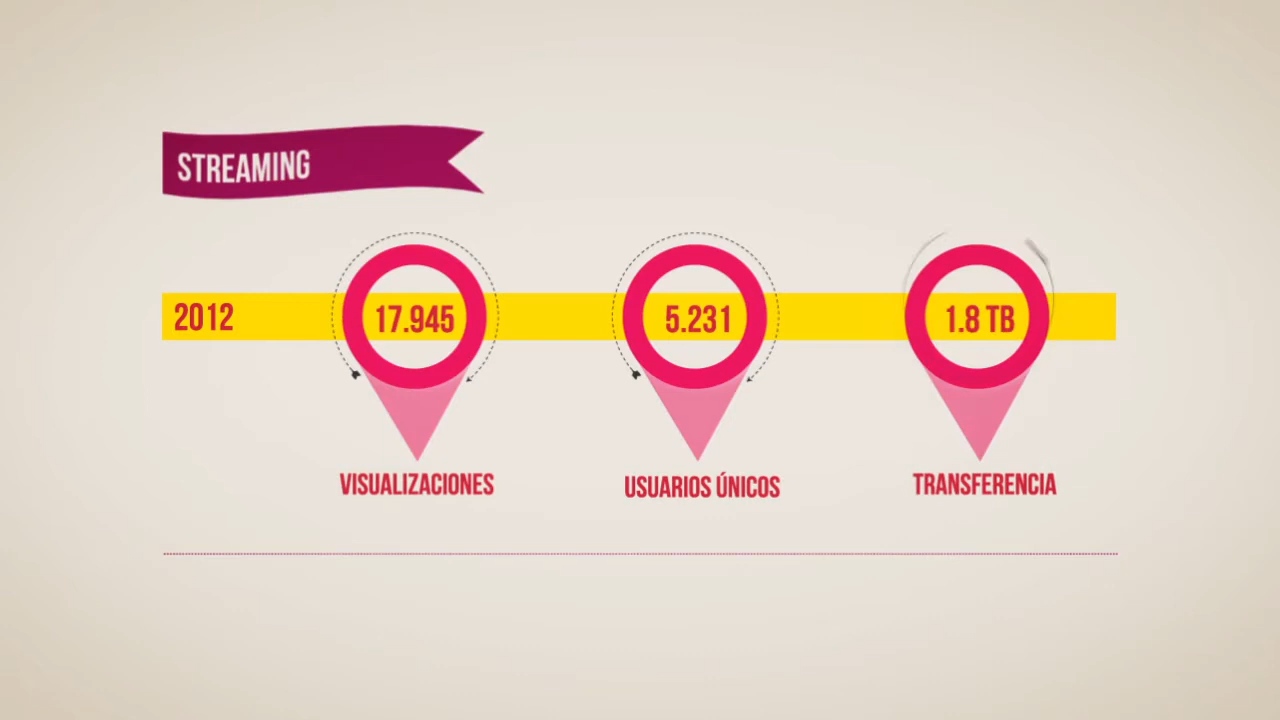 STREAMING
2012
17.945
5.231
1.8 TB
VISUALIZACIONES
USUARIOS ÚNICOS
TRANSFERENCIA